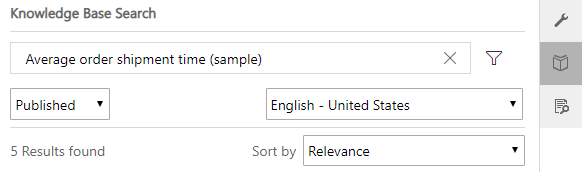 Knowledge Base Search
Average order shipment time (sample)
Published English - United States
5 Results found Sort by Relevance